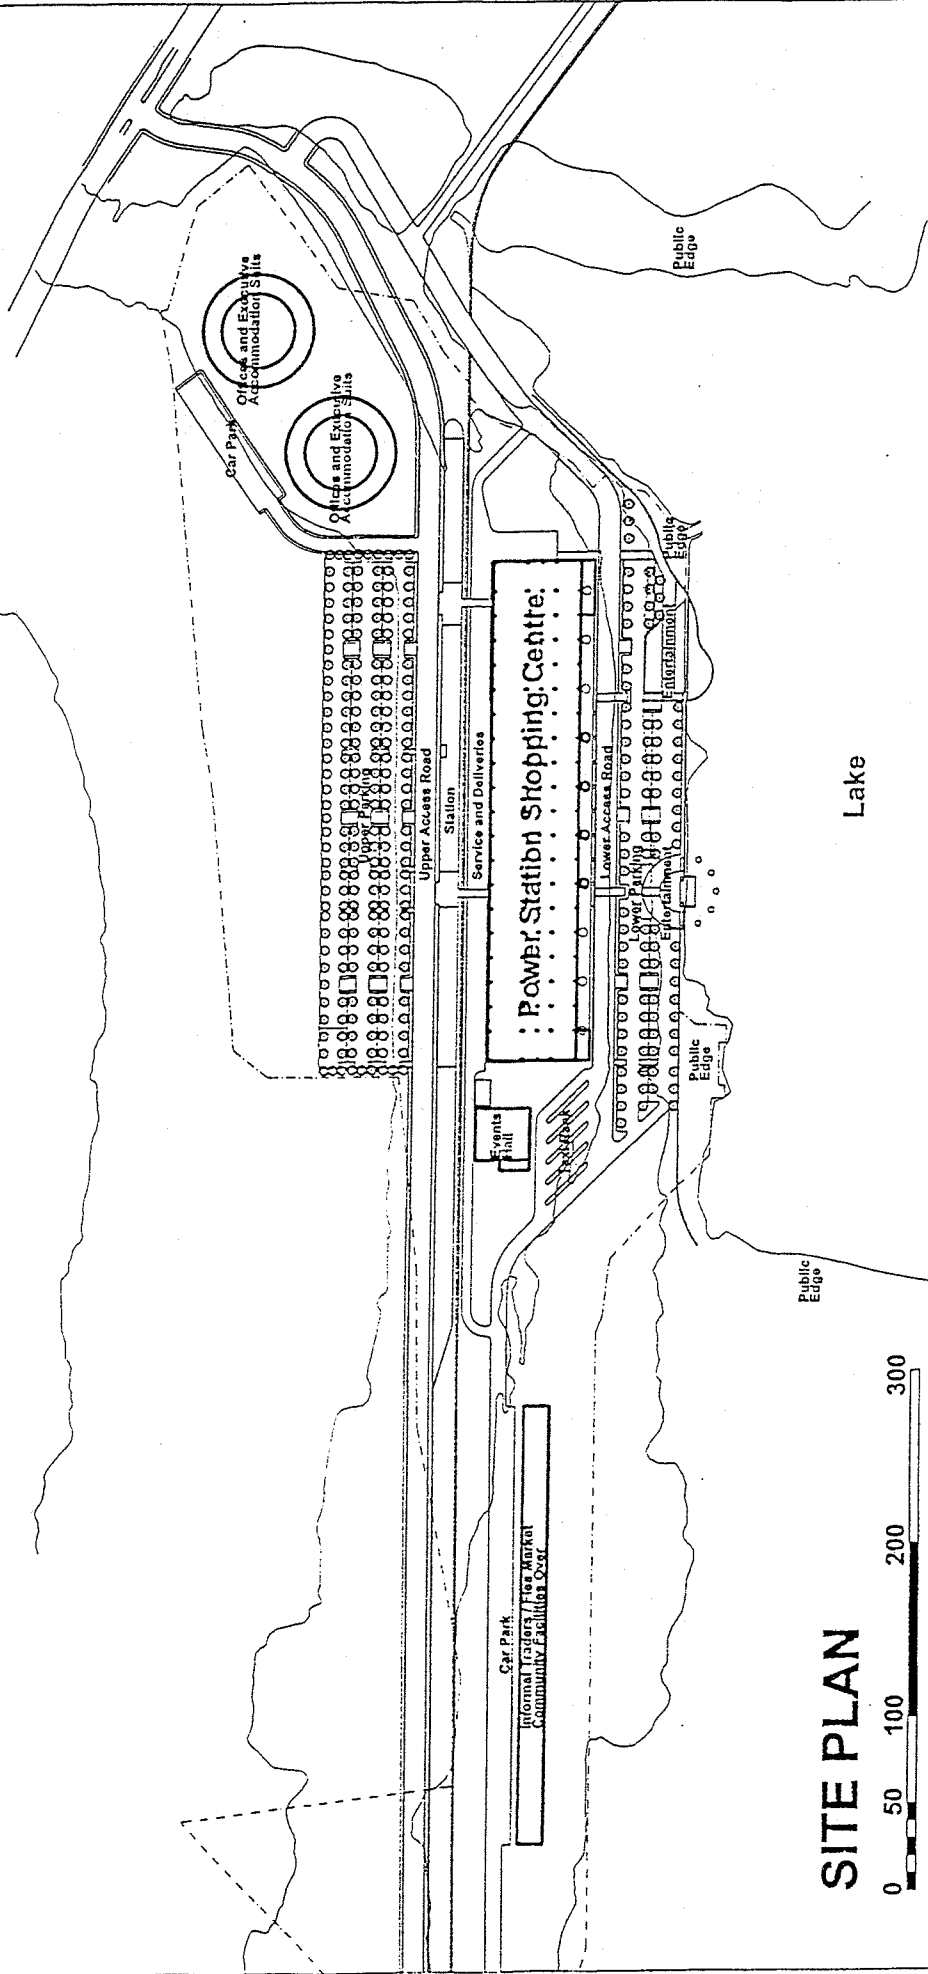 Offices and Executive
Accommodation Suits
Offices and Executive
Accommodation Suits
Car Park
Upper Parking
Upper Access Road
Station
Service and Deliveries
Power Station Shopping Centre
Lower Access Road
Lower Parking
Entertainment
Entertainment
Public
Edge
Public
Edge
Public
Edge
Public
Edge
Lake
Events
Hall
Taxi Rank
Car Park
Informal Traders / Flea Market
Community Facilities Over
SITE PLAN
0 50 100 200 300